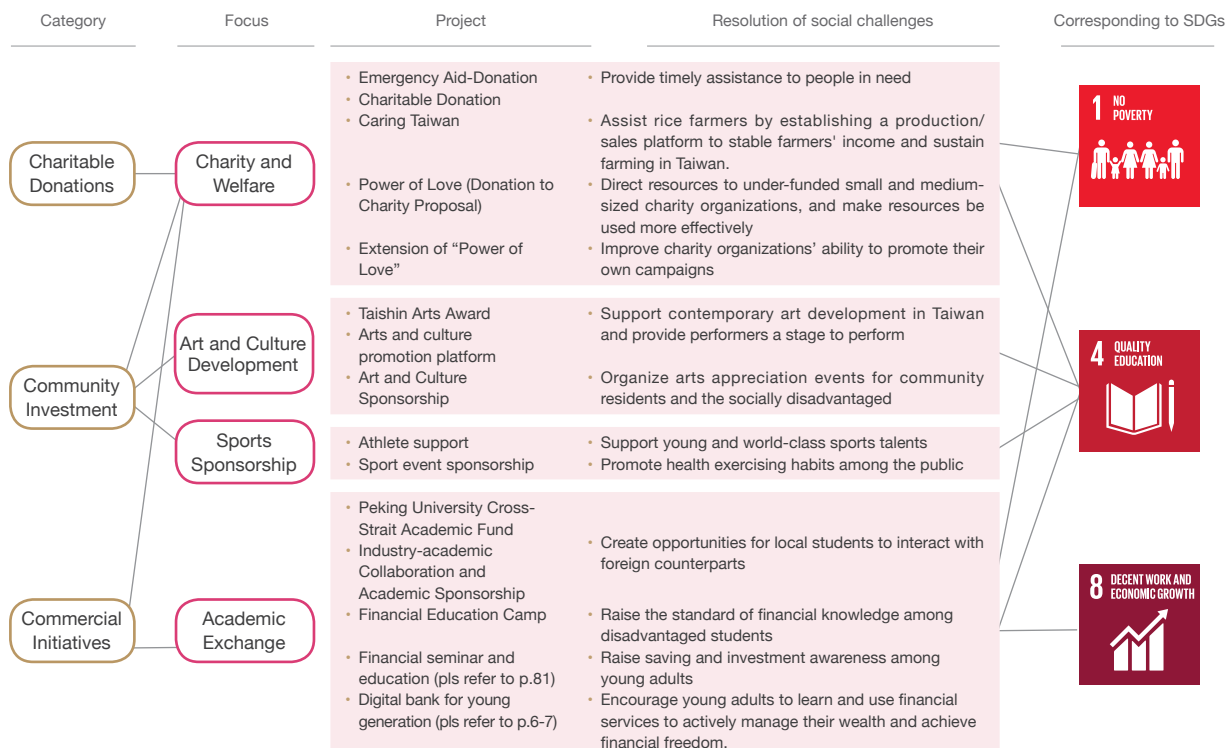 Category
Focus
Project
Resolution of social challenges
Corresponding to SDGs
Charitable
Donations
Charity and
Welfare
• Emergency Aid-Donation
• Charitable Donation
• Caring Taiwan
• Power of Love (Donation to
Charity Proposal)
• Extension of “Power of
Love”
• Provide timely assistance to people in need
• Assist rice farmers by establishing a production/
sales platform to stable farmers' income and sustain
farming in Taiwan.
• Direct resources to under-funded small and medium-
sized charity organizations, and make resources be
used more effectively
• Improve charity organizations’ ability to promote their
own campaigns
1 NO
POVERTY
Community
Investment
Art and Culture
Development
• Taishin Arts Award
• Arts and culture
promotion platform
• Art and Culture
Sponsorship
• Support contemporary art development in Taiwan
and provide performers a stage to perform
• Organize arts appreciation events for community
residents and the socially disadvantaged
4 QUALITY
EDUCATION
Sports
Sponsorship
• Athlete support
• Sport event sponsorship
• Support young and world-class sports talents
• Promote health exercising habits among the public
Commercial
Initiatives
Academic
Exchange
• Peking University Cross-
Strait Academic Fund
• Industry-academic
Collaboration and
Academic Sponsorship
• Financial Education Camp
• Financial seminar and
education (pls refer to p.81)
• Digital bank for young
generation (pls refer to p.6-7)
• Create opportunities for local students to interact with
foreign counterparts
• Raise the standard of financial knowledge among
disadvantaged students
• Raise saving and investment awareness among
young adults
• Encourage young adults to learn and use financial
services to actively manage their wealth and achieve
financial freedom.
8 DECENT WORK AND
ECONOMIC GROWTH